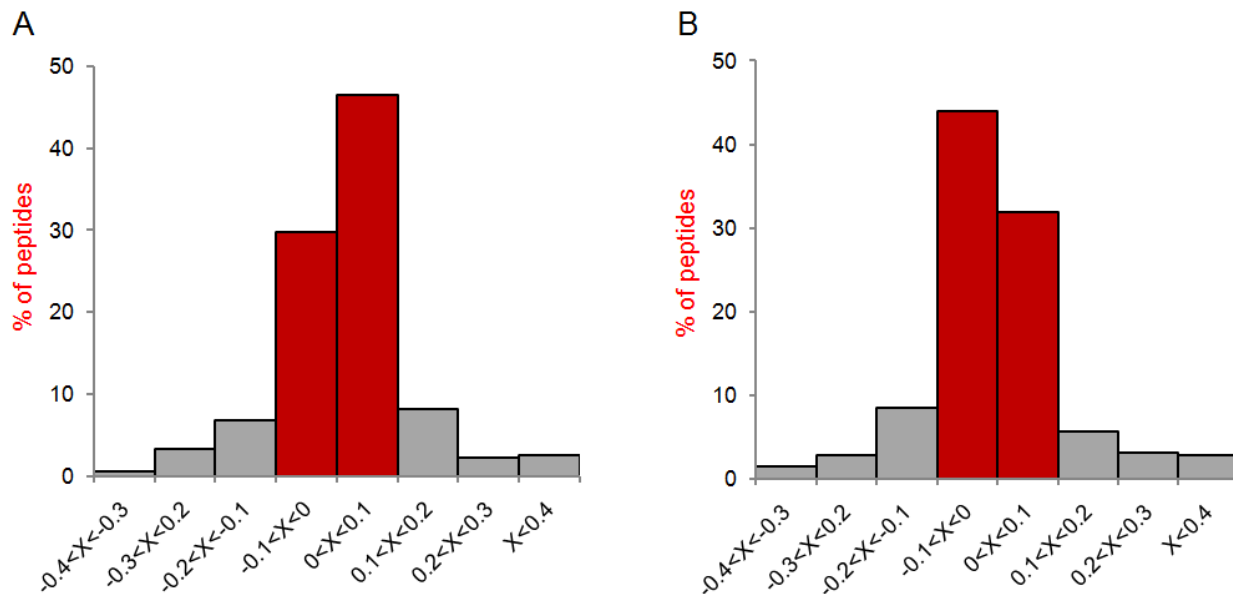 A
50
40
30
20
10
0
% of peptides
-0.4<X<-0.3
-0.3<X<0.2
-0.2<X<-0.1
-0.1<X<0
0<X<0.1
0.1<X<0.2
0.2<X<0.3
X<0.4
B
50
40
30
20
10
0
% of peptides
-0.4<X<-0.3
-0.3<X<0.2
-0.2<X<-0.1
-0.1<X<0
0<X<0.1
0.1<X<0.2
0.2<X<0.3
X<0.4